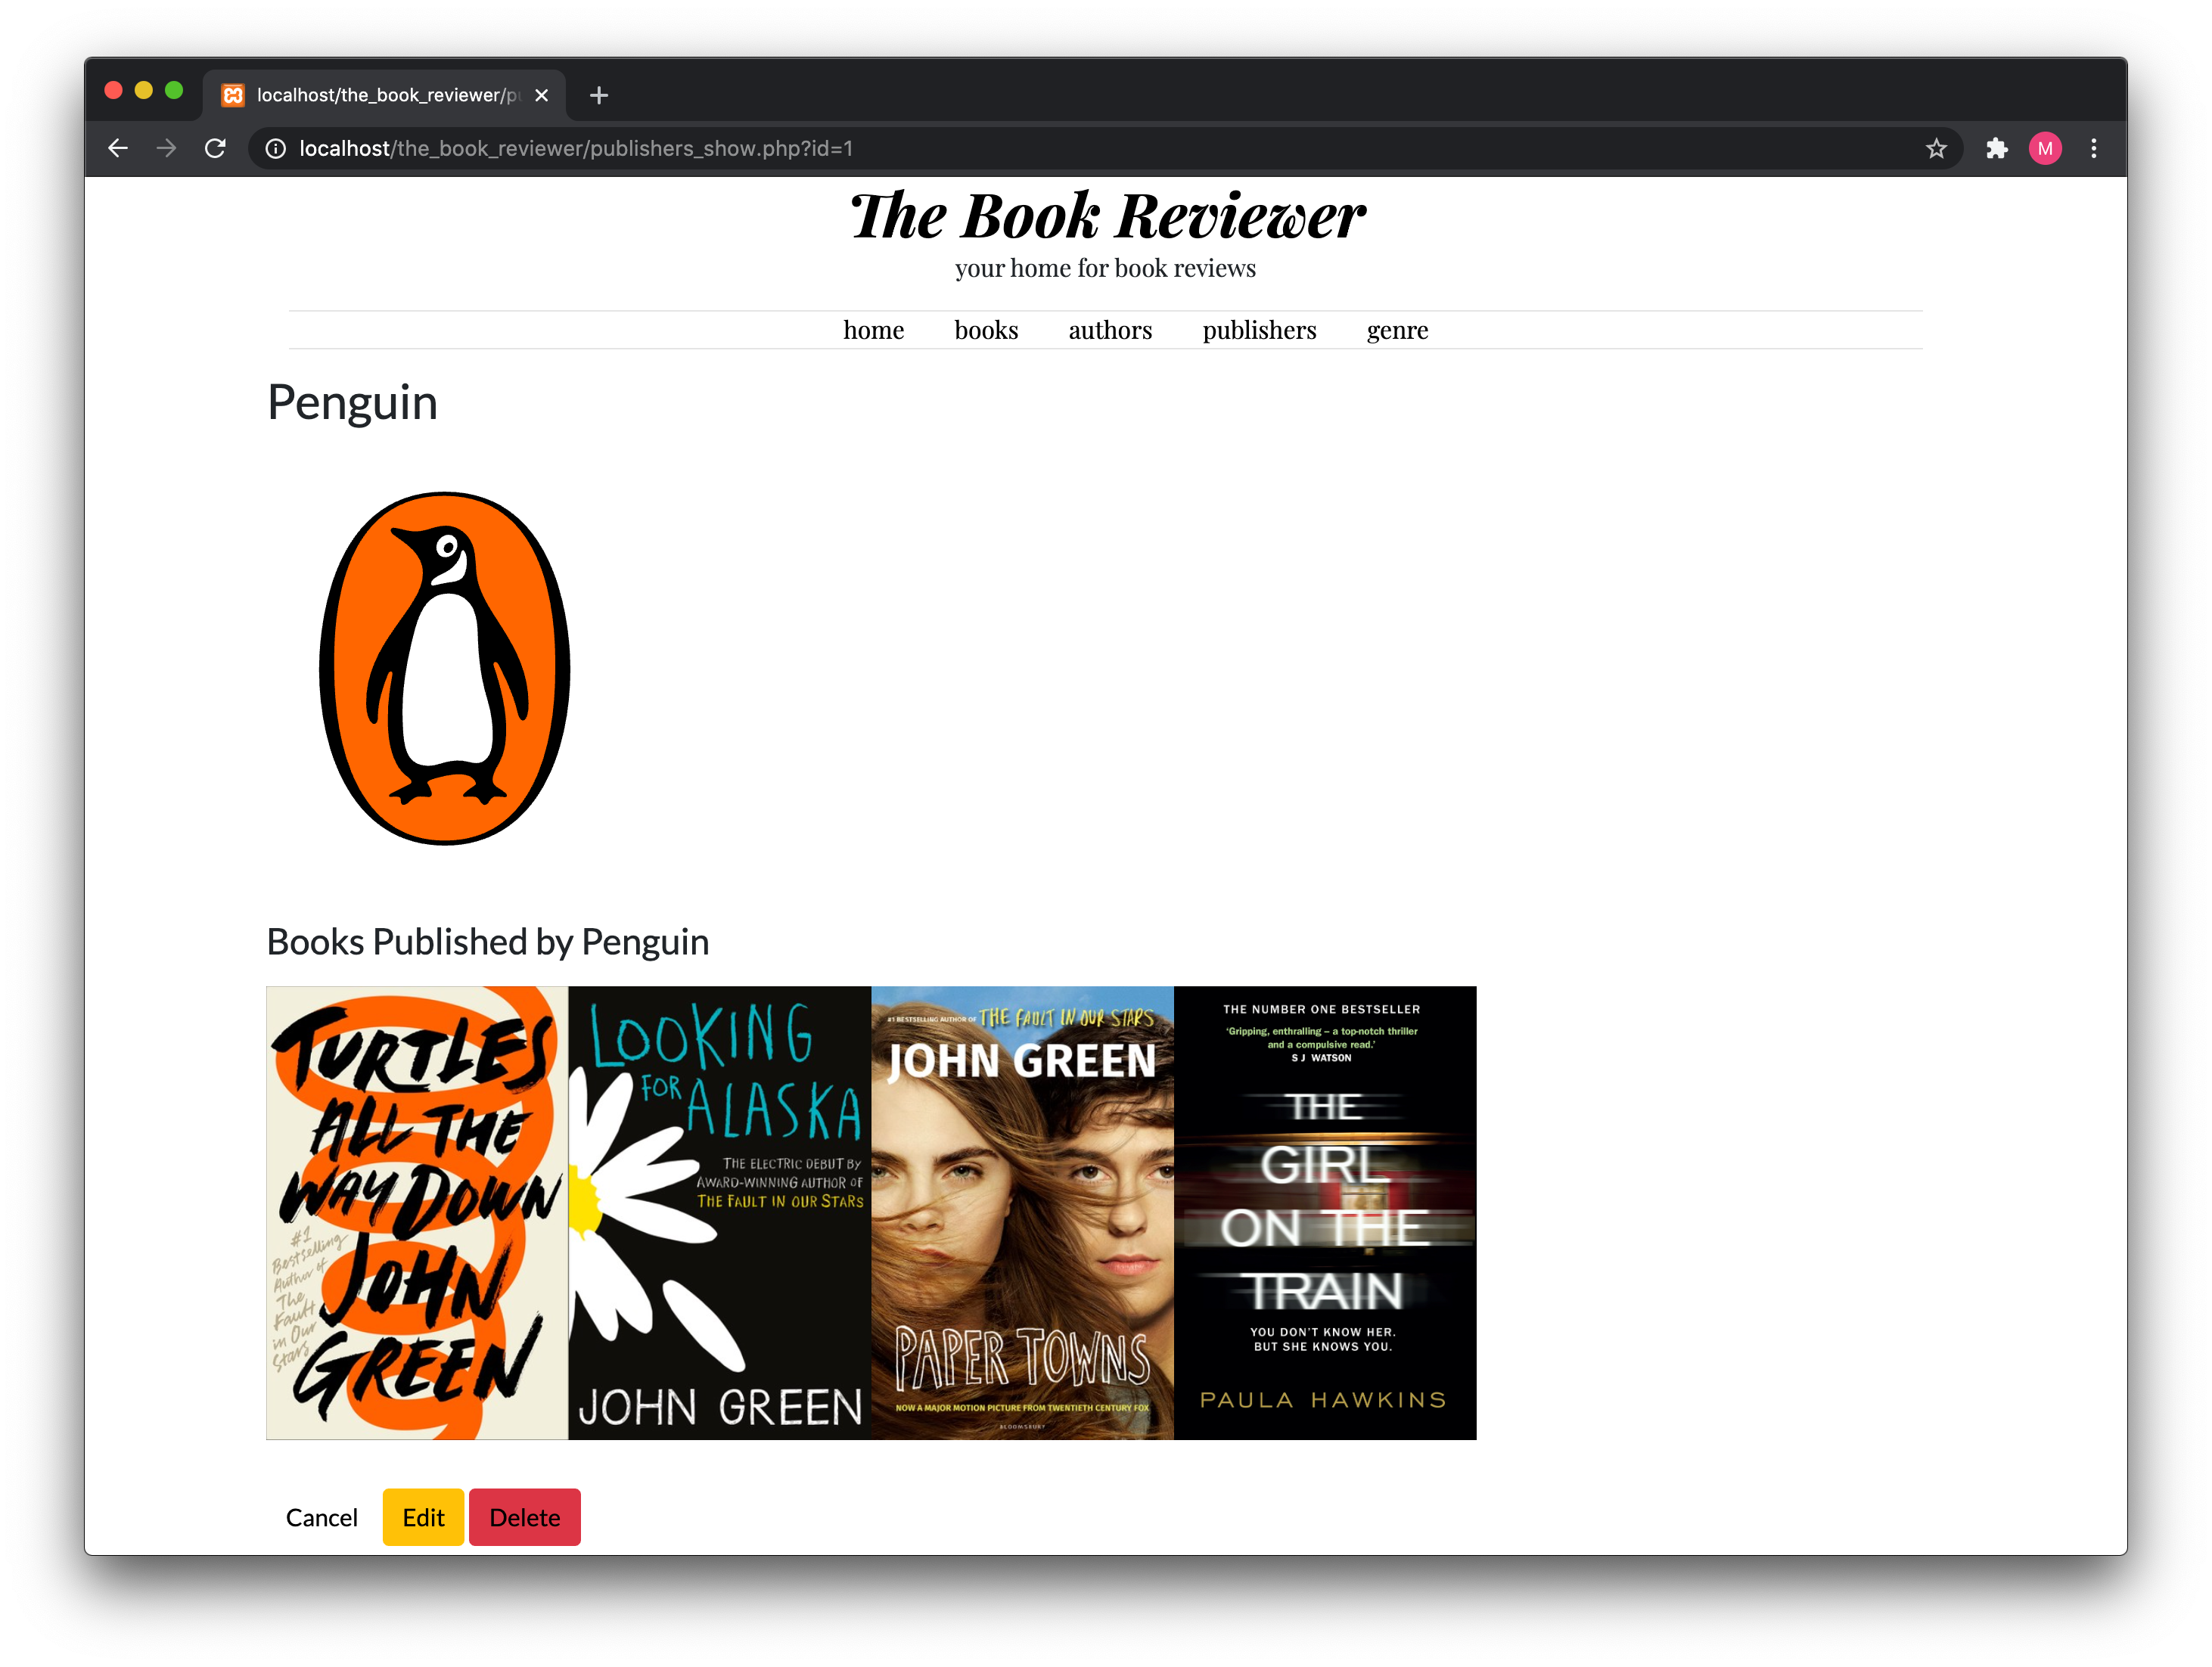 localhost/the_book_reviewer/pu
localhost/the_book_reviewer/publishers_show.php?id=1
M
The Book Reviewer
your home for book reviews
home books authors publishers genre
Penguin
Books Published by Penguin
TURTLES
ALL THE
WAY DOWN
#1
Bestselling
Author of
The
Fault
in Our
Stars
JOHN
GREEN
LOOKING
FOR ALASKA
THE ELECTRIC DEBUT BY
AWARD-WINNING AUTHOR OF
THE FAULT IN OUR STARS
JOHN GREEN
#1 BESTSELLING AUTHOR OF THE FAULT IN OUR STARS
JOHN GREEN
PAPER TOWNS
NOW A MAJOR MOTION PICTURE FROM TWENTIETH CENTURY FOX
BLOOMSBURY
THE NUMBER ONE BESTSELLER
‘Gripping, enthralling – a top-notch thriller
and a compulsive read.’
S J WATSON
THE
GIRL
ON THE
TRAIN
YOU DON'T KNOW HER.
BUT SHE KNOWS YOU.
PAULA HAWKINS
Cancel Edit Delete